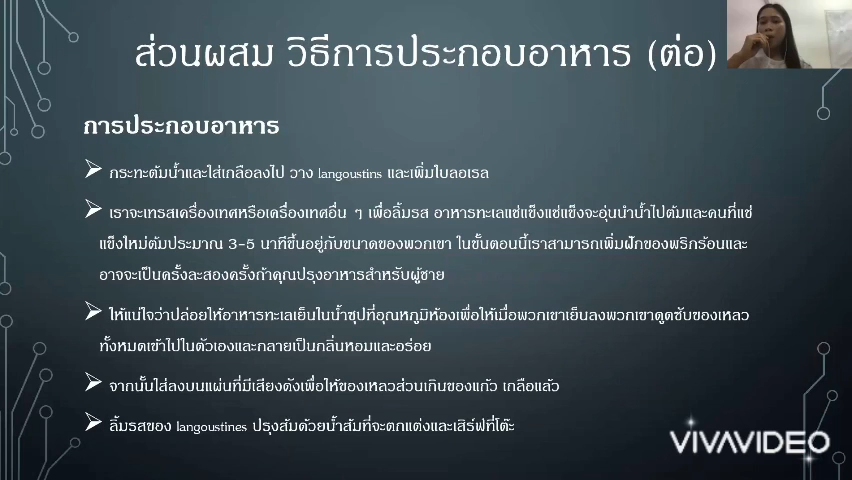 ส่วนผสม วิธีการประกอบอาหาร (ต่อ)
การประกอบอาหาร
กระทะต้มน้ำและใส่เกลือลงไป วาง langoustins และเพิ่มใบลอเรล
เราจะเทรสเครื่องเทศหรือเครื่องเทศอื่น ๆ เพื่อลิ้มรส อาหารทะเลแช่แข็งแช่แข็งจะอุ่นนำน้ำไปต้มและคนที่แช่
แข็งใหม่ต้มประมาณ 3-5 นาทีขึ้นอยู่กับขนาดของพวกเขา ในขั้นตอนนี้เราสามารถเพิ่มฝักของพริกร้อนและ
อาจจะเป็นครั้งละสองครั้งถ้าคุณปรุงอาหารสำหรับผู้ชาย
ให้แน่ใจว่าปล่อยให้อาหารทะเลเย็นในน้ำซุปที่อุณหภูมิห้องเพื่อให้เมื่อพวกเขาเย็นลงพวกเขาดูดซับของเหลว
ทั้งหมดเข้าไปในตัวเองและกลายเป็นกลิ่นหอมและอร่อย
จากนั้นใส่ลงบนแผ่นที่มีเสียงดังเพื่อให้ของเหลวส่วนเกินของแก้ว เกลือแล้ว
ลิ้มรสของ langoustines ปรุงส้มด้วยน้ำส้มที่จะตกแต่งและเสิร์ฟที่โต๊ะ
VIVAVIDEO